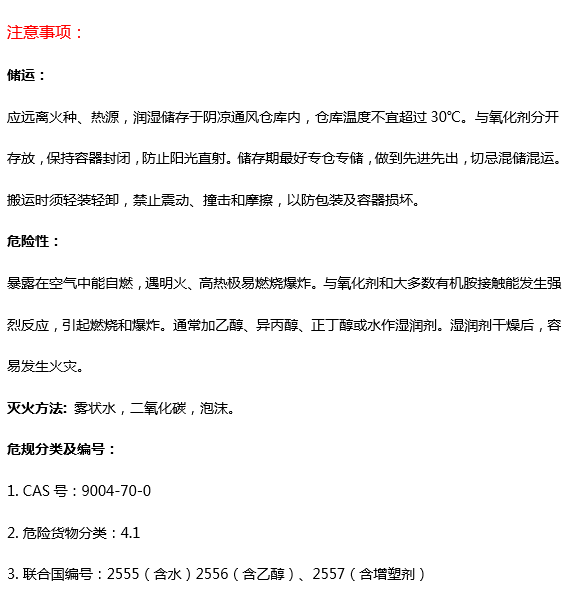 注意事项：
储运：
应远离火种、热源，润湿储存于阴凉通风仓库内，仓库温度不宜超过 30℃。与氧化剂分开
存放，保持容器封闭，防止阳光直射。储存期最好专仓专储，做到先进先出，切忌混储混运。
搬运时须轻装轻卸，禁止震动、撞击和摩擦，以防包装及容器损坏。
危险性：
暴露在空气中能自燃，遇明火、高热极易燃烧爆炸。与氧化剂和大多数有机胺接触能发生强
烈反应，引起燃烧和爆炸。通常加乙醇、异丙醇、正丁醇或水作湿润剂。湿润剂干燥后，容
易发生火灾。
灭火方法: 雾状水，二氧化碳，泡沫。
危规分类及编号：
1. CAS 号：9004-70-0
2. 危险货物分类：4.1
3. 联合国编号：2555（含水）2556（含乙醇）、2557（含增塑剂）